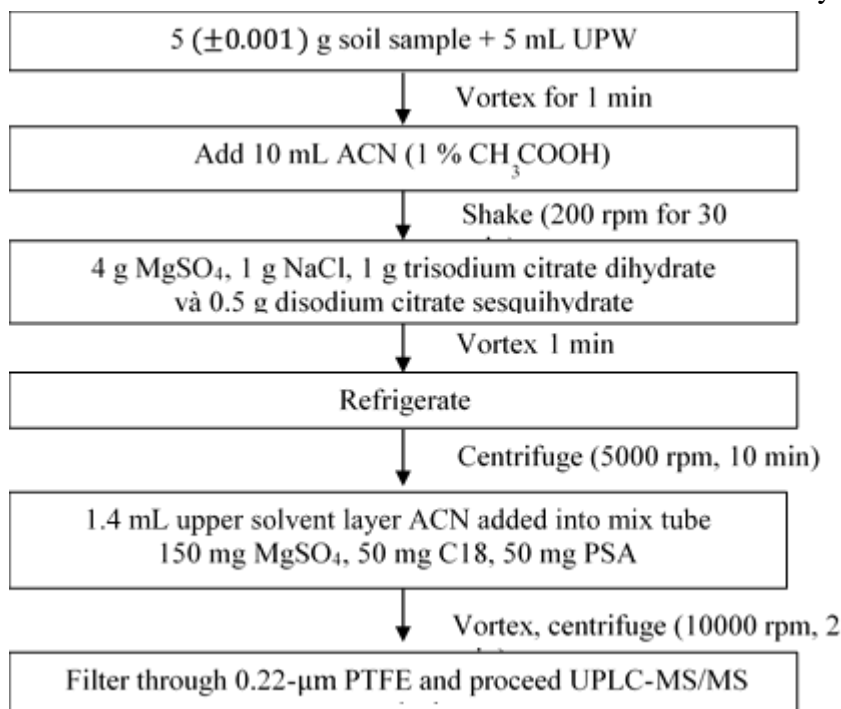 5 (±0.001) g soil sample + 5 mL UPW
Vortex for 1 min
Add 10 mL ACN (1 % CH₃COOH)
Shake (200 rpm for 30
4 g MgSO₄, 1 g NaCl, 1 g trisodium citrate dihydrate
và 0.5 g disodium citrate sesquihydrate
Vortex 1 min
Refrigerate
Centrifuge (5000 rpm, 10 min)
1.4 mL upper solvent layer ACN added into mix tube
150 mg MgSO₄, 50 mg C18, 50 mg PSA
Vortex, centrifuge (10000 rpm, 2
Filter through 0.22-μm PTFE and proceed UPLC-MS/MS